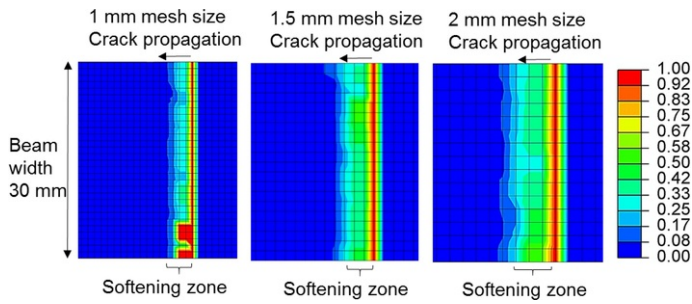 1 mm mesh size
Crack propagation
1.5 mm mesh size
Crack propagation
2 mm mesh size
Crack propagation
Beam
width
30 mm
1.00
0.92
0.83
0.75
0.67
0.58
0.50
0.42
0.33
0.25
0.17
0.08
0.00
Softening zone
Softening zone
Softening zone